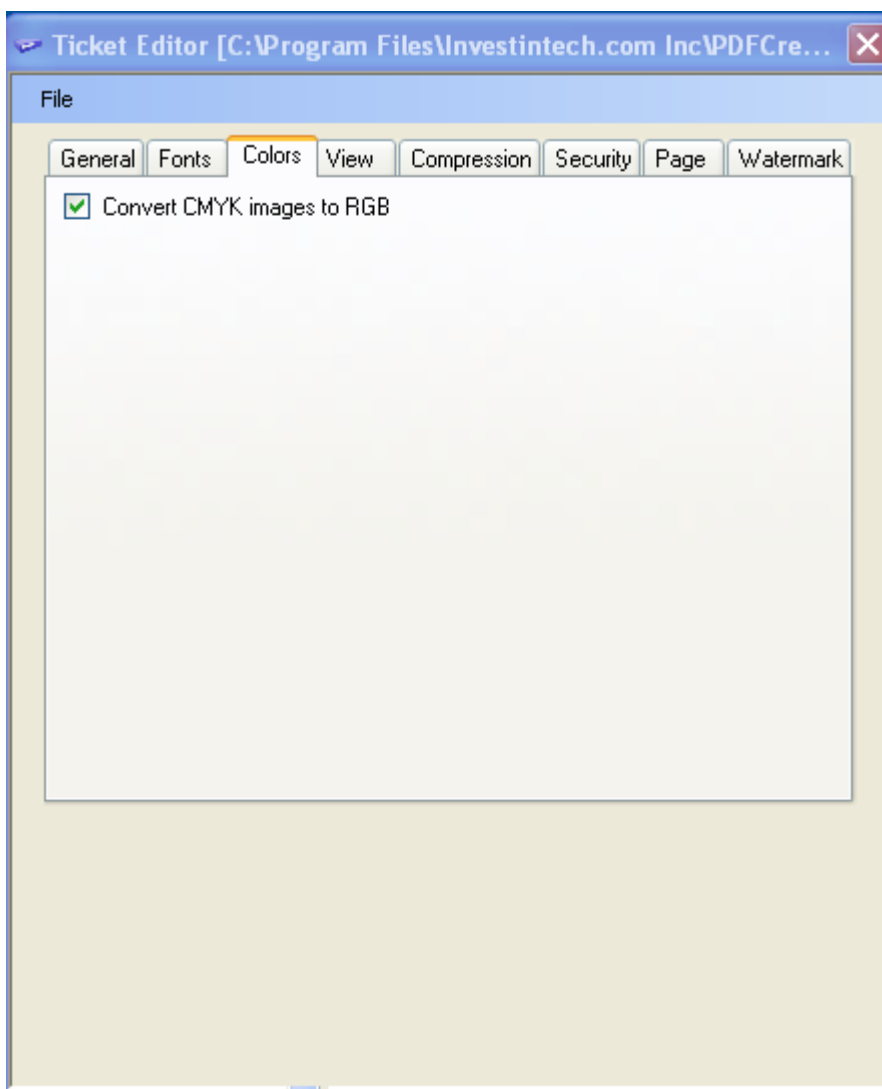 Ticket Editor [C:\Program Files\Investintech.com Inc\PDFCre...
File
General Fonts Colors View Compression Security Page Watermark
Convert CMYK images to RGB